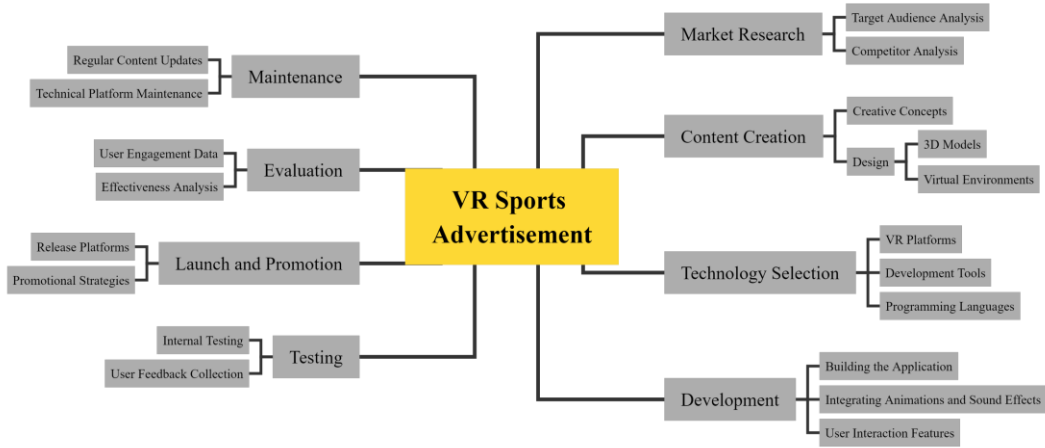 VR Sports
Advertisement
Market Research
Target Audience Analysis
Competitor Analysis
Content Creation
Creative Concepts
Design
3D Models
Virtual Environments
Technology Selection
VR Platforms
Development Tools
Programming Languages
Development
Building the Application
Integrating Animations and Sound Effects
User Interaction Features
Maintenance
Regular Content Updates
Technical Platform Maintenance
Evaluation
User Engagement Data
Effectiveness Analysis
Launch and Promotion
Release Platforms
Promotional Strategies
Testing
Internal Testing
User Feedback Collection